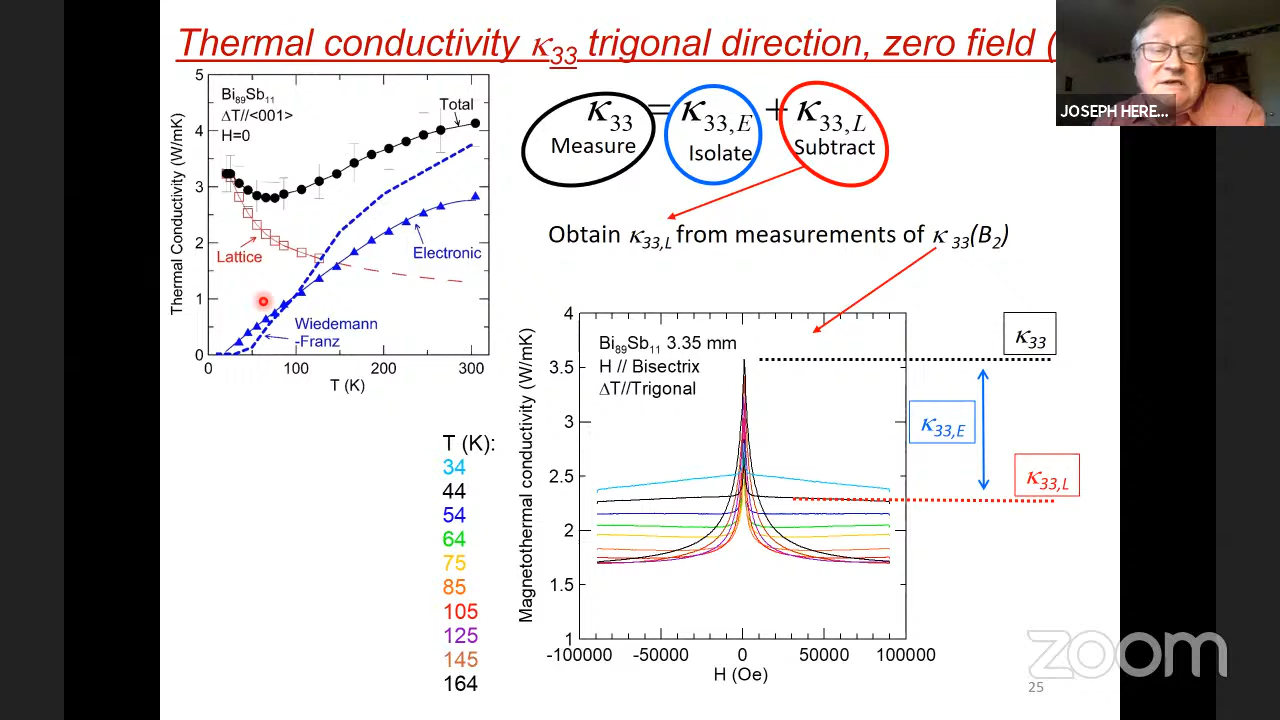 Thermal conductivity κ33 trigonal direction, zero field (
JOSEPH HERE...
5
4
3
2
1
0
Thermal Conductivity (W/mK)
Bi89Sb11
ΔT//<001>
H=0
Total
Lattice
Electronic
Wiedemann
-Franz
0
100
200
300
T (K)
κ33 = κ33,E + κ33,L
Measure
Isolate
Subtract
Obtain κ33,L from measurements of κ 33(B2)
4
3.5
3
2.5
2
1.5
1
Magnetothermal conductivity (W/mK)
Bi89Sb11 3.35 mm
H // Bisectrix
ΔT//Trigonal
κ33
κ33,E
κ33,L
-100000
-50000
0
50000
100000
H (Oe)
T (K):
34
44
54
64
75
85
105
125
145
164
zoom
25